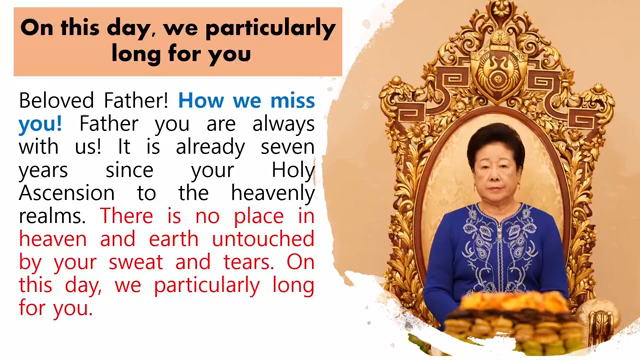 On this day, we particularly
long for you
Beloved Father! How we miss
you! Father you are always
with us! It is already seven
years since your Holy
Ascension to the heavenly
realms. There is no place in
heaven and earth untouched
by your sweat and tears. On
this day, we particularly long
for you.